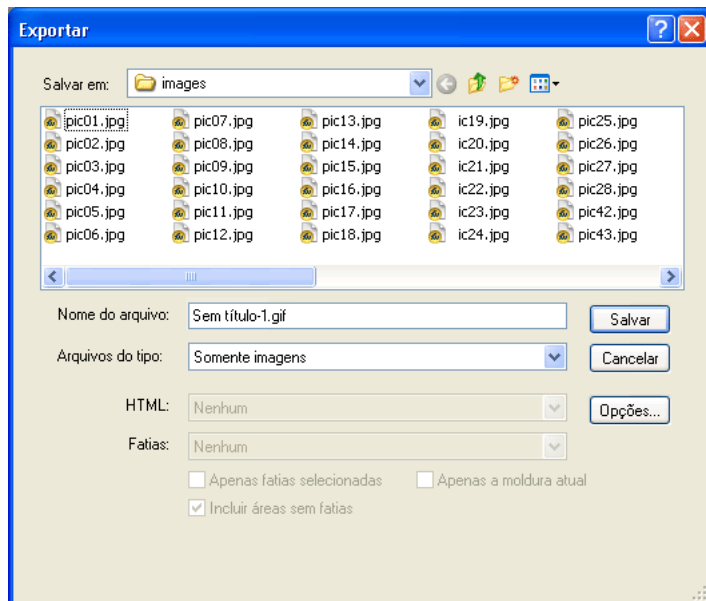 Exportar
Salvar em: images
pic01.jpg pic07.jpg pic13.jpg ic19.jpg pic25.jpg
pic02.jpg pic08.jpg pic14.jpg ic20.jpg pic26.jpg
pic03.jpg pic09.jpg pic15.jpg ic21.jpg pic27.jpg
pic04.jpg pic10.jpg pic16.jpg ic22.jpg pic28.jpg
pic05.jpg pic11.jpg pic17.jpg ic23.jpg pic42.jpg
pic06.jpg pic12.jpg pic18.jpg ic24.jpg pic43.jpg
Nome do arquivo: Sem título-1.gif Salvar
Arquivos do tipo: Somente imagens Cancelar
HTML: Nenhum Opções...
Fatias: Nenhum
Apenas fatias selecionadas Apenas a moldura atual
Incluir áreas sem fatias